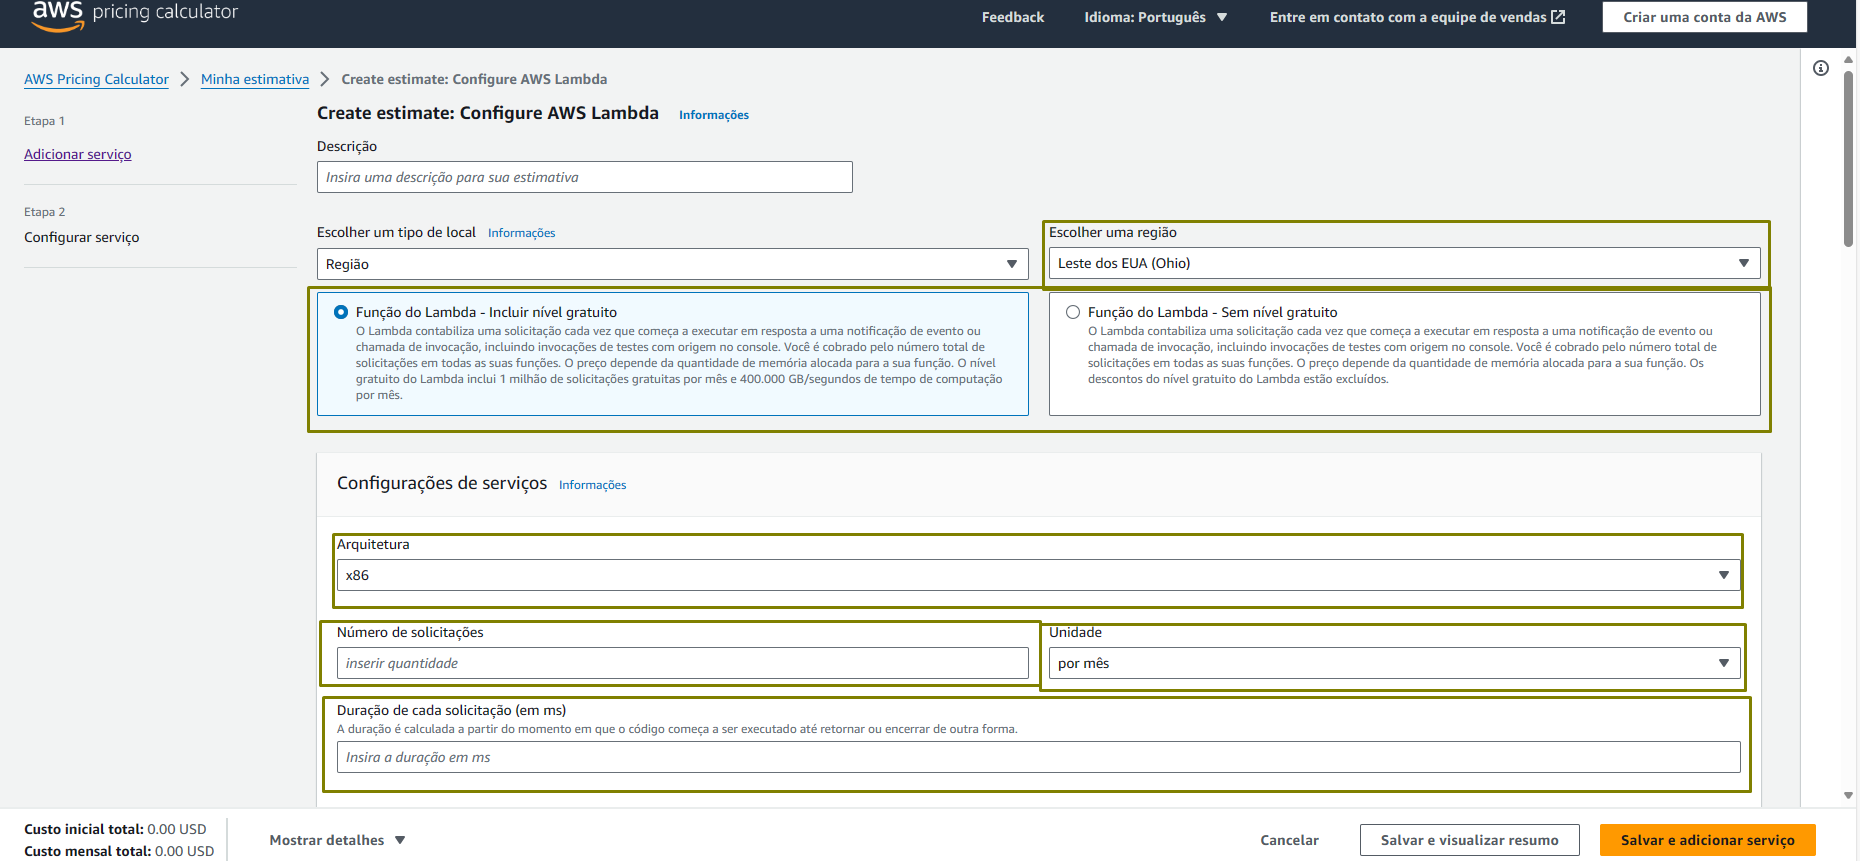 aws pricing calculator
Feedback
Idioma: Português
Entre em contato com a equipe de vendas
Criar uma conta da AWS
AWS Pricing Calculator
Minha estimativa
Create estimate: Configure AWS Lambda
Etapa 1
Adicionar serviço
Etapa 2
Configurar serviço
Create estimate: Configure AWS Lambda Informações
Descrição
Insira uma descrição para sua estimativa
Escolher um tipo de local Informações
Região
Escolher uma região
Leste dos EUA (Ohio)
Função do Lambda - Incluir nível gratuito
O Lambda contabiliza uma solicitação cada vez que começa a executar em resposta a uma notificação de evento ou
chamada de invocação, incluindo invocações de testes com origem no console. Você é cobrado pelo número total de
solicitações em todas as suas funções. O preço depende da quantidade de memória alocada para a sua função. O nível
gratuito do Lambda inclui 1 milhão de solicitações gratuitas por mês e 400.000 GB/segundos de tempo de computação
por mês.
Função do Lambda - Sem nível gratuito
O Lambda contabiliza uma solicitação cada vez que começa a executar em resposta a uma notificação de evento ou
chamada de invocação, incluindo invocações de testes com origem no console. Você é cobrado pelo número total de
solicitações em todas as suas funções. O preço depende da quantidade de memória alocada para a sua função. Os
descontos do nível gratuito do Lambda estão excluídos.
Configurações de serviços Informações
Arquitetura
x86
Número de solicitações
inserir quantidade
Unidade
por mês
Duração de cada solicitação (em ms)
A duração é calculada a partir do momento em que o código começa a ser executado até retornar ou encerrar de outra forma.
Insira a duração em ms
Custo inicial total: 0.00 USD
Custo mensal total: 0.00 USD
Mostrar detalhes
Cancelar
Salvar e visualizar resumo
Salvar e adicionar serviço